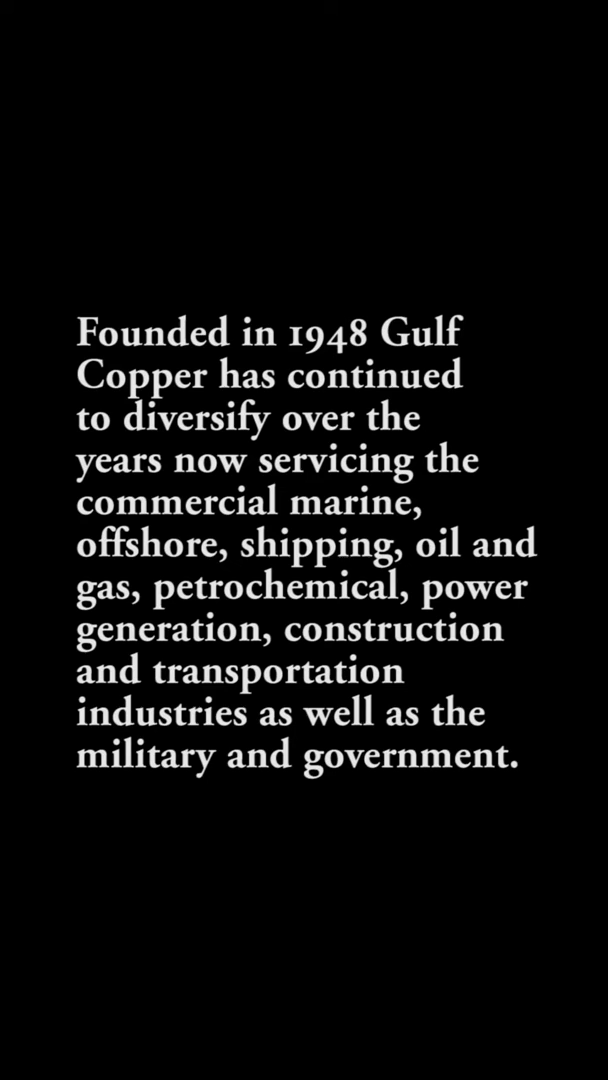 Founded in 1948 Gulf
Copper has continued
to diversify over the
years now servicing the
commercial marine,
offshore, shipping, oil and
gas, petrochemical, power
generation, construction
and transportation
industries as well as the
military and government.